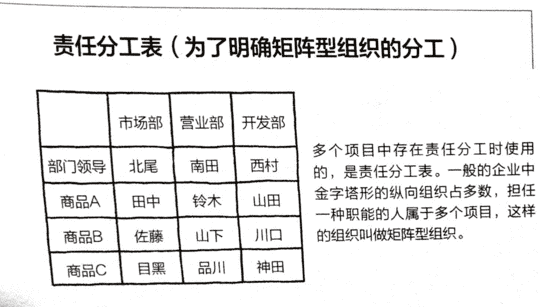 责任分工表（为了明确矩阵型组织的分工）
市场部 营业部 开发部
部门领导 北尾 南田 西村
商品A 田中 铃木 山田
商品B 佐藤 山下 川口
商品C 目黑 品川 神田
多个项目中存在责任分工时使用
的，是责任分工表。一般的企业中
金字塔形的纵向组织占多数，担任
一种职能的人属于多个项目，这样
的组织叫做矩阵型组织。